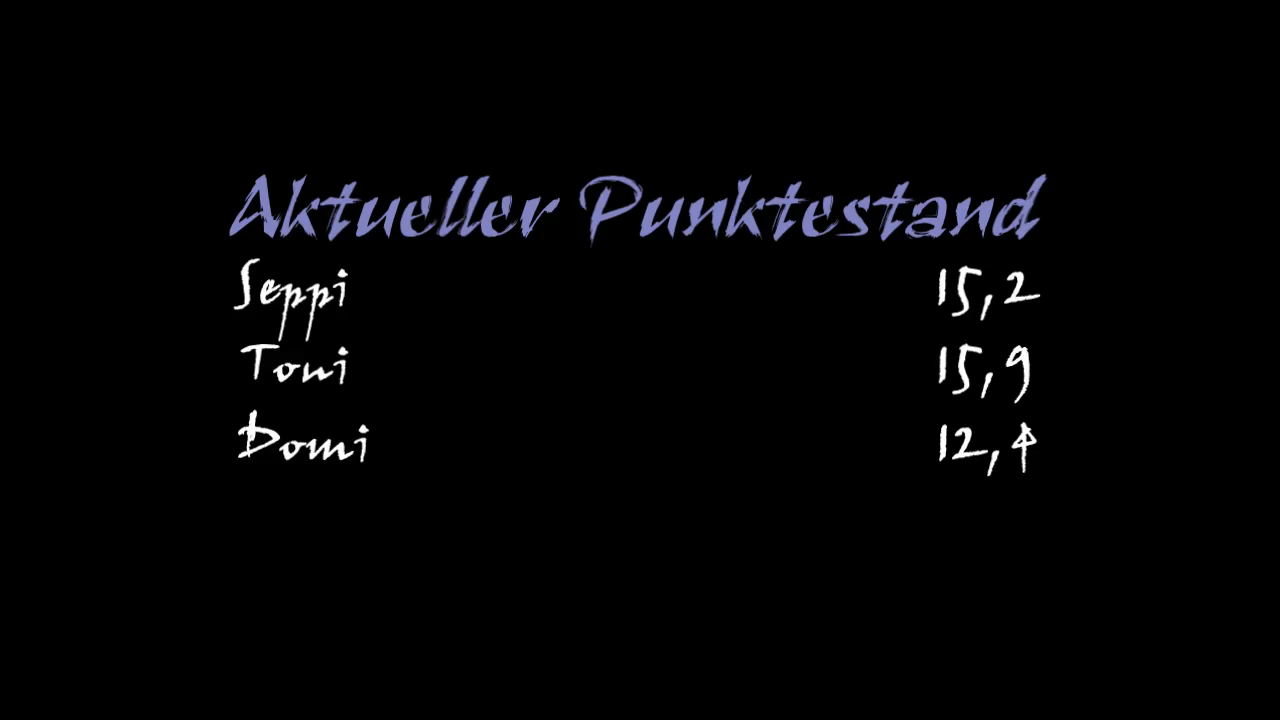 Aktueller Punktestand
Seppi 15,2
Toni 15,9
Domi 12,4